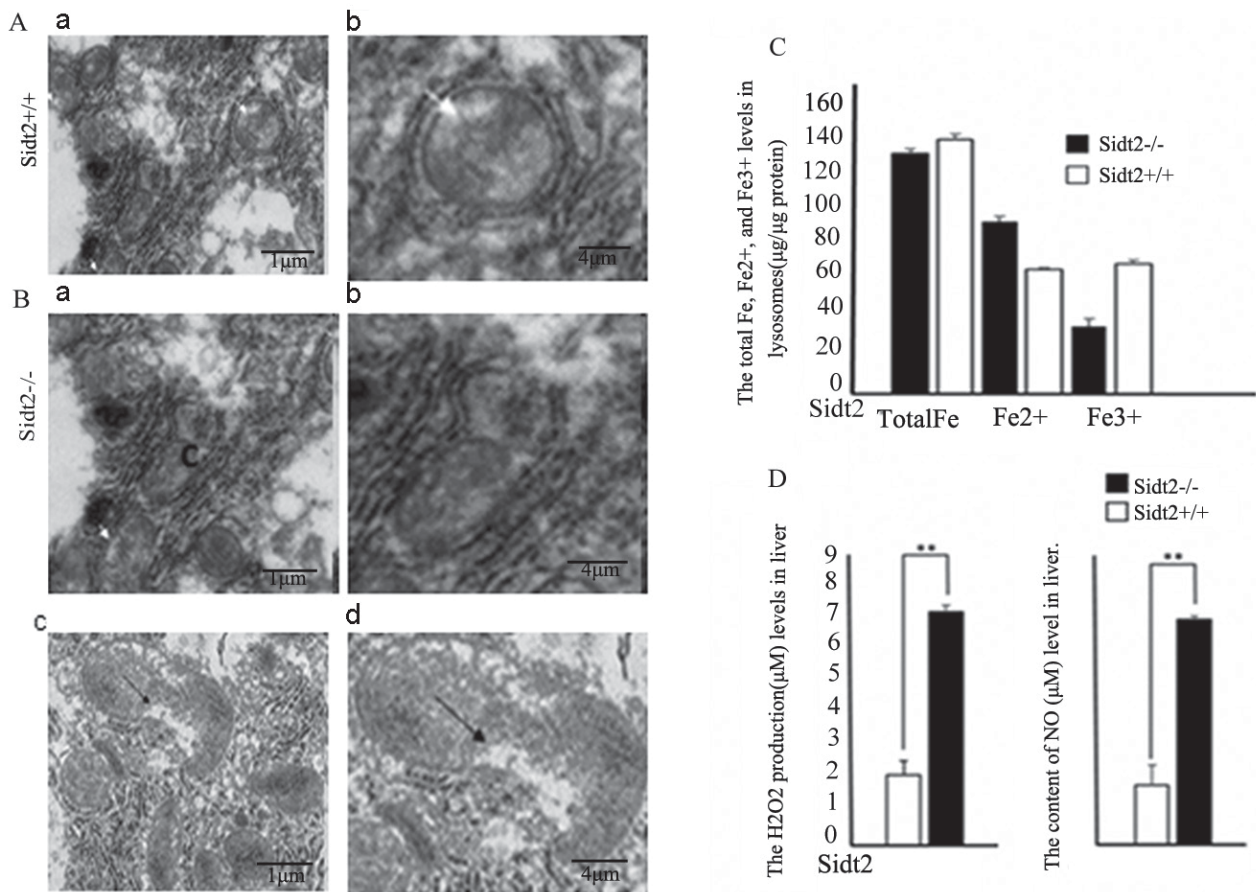 A
a
b
Sidt2+/+
1μm
4μm
B
a
b
Sidt2-/-
C
1μm
4μm
c
d
1μm
4μm
C
The total Fe, Fe2+, and Fe3+ levels in
lysosomes(μg/μg protein)
160
140
120
100
80
60
40
20
0
Sidt2-/-
Sidt2+/+
Sidt2
TotalFe
Fe2+
Fe3+
D
Sidt2-/-
Sidt2+/+
The H2O2 production(μM) levels in liver
9
8
7
6
5
4
3
2
1
0
**
Sidt2
The content of NO (μM) level in liver.
**